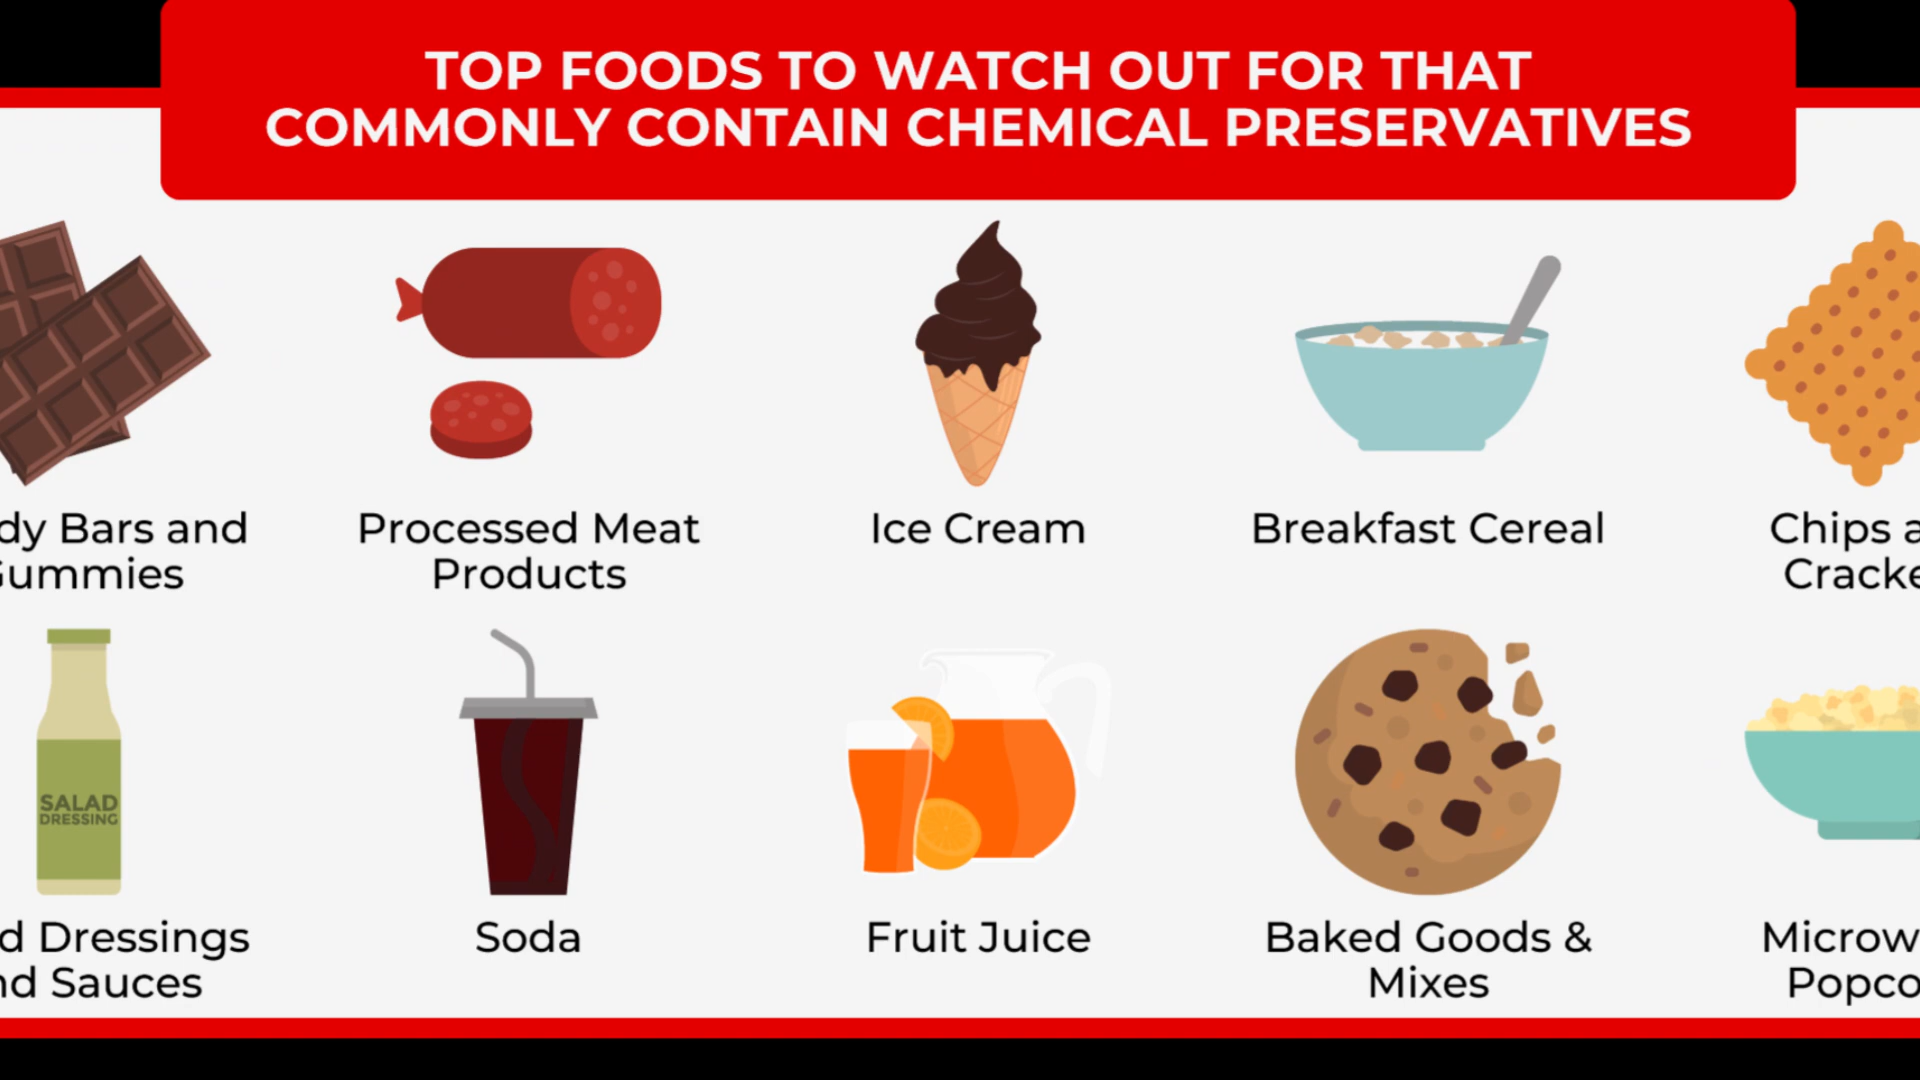 TOP FOODS TO WATCH OUT FOR THAT
COMMONLY CONTAIN CHEMICAL PRESERVATIVES
dy Bars and
Gummies
Processed Meat
Products
Ice Cream
Breakfast Cereal
Chips a
Cracke
SALAD
DRESSING
d Dressings
nd Sauces
Soda
Fruit Juice
Baked Goods &
Mixes
Microw
Popco